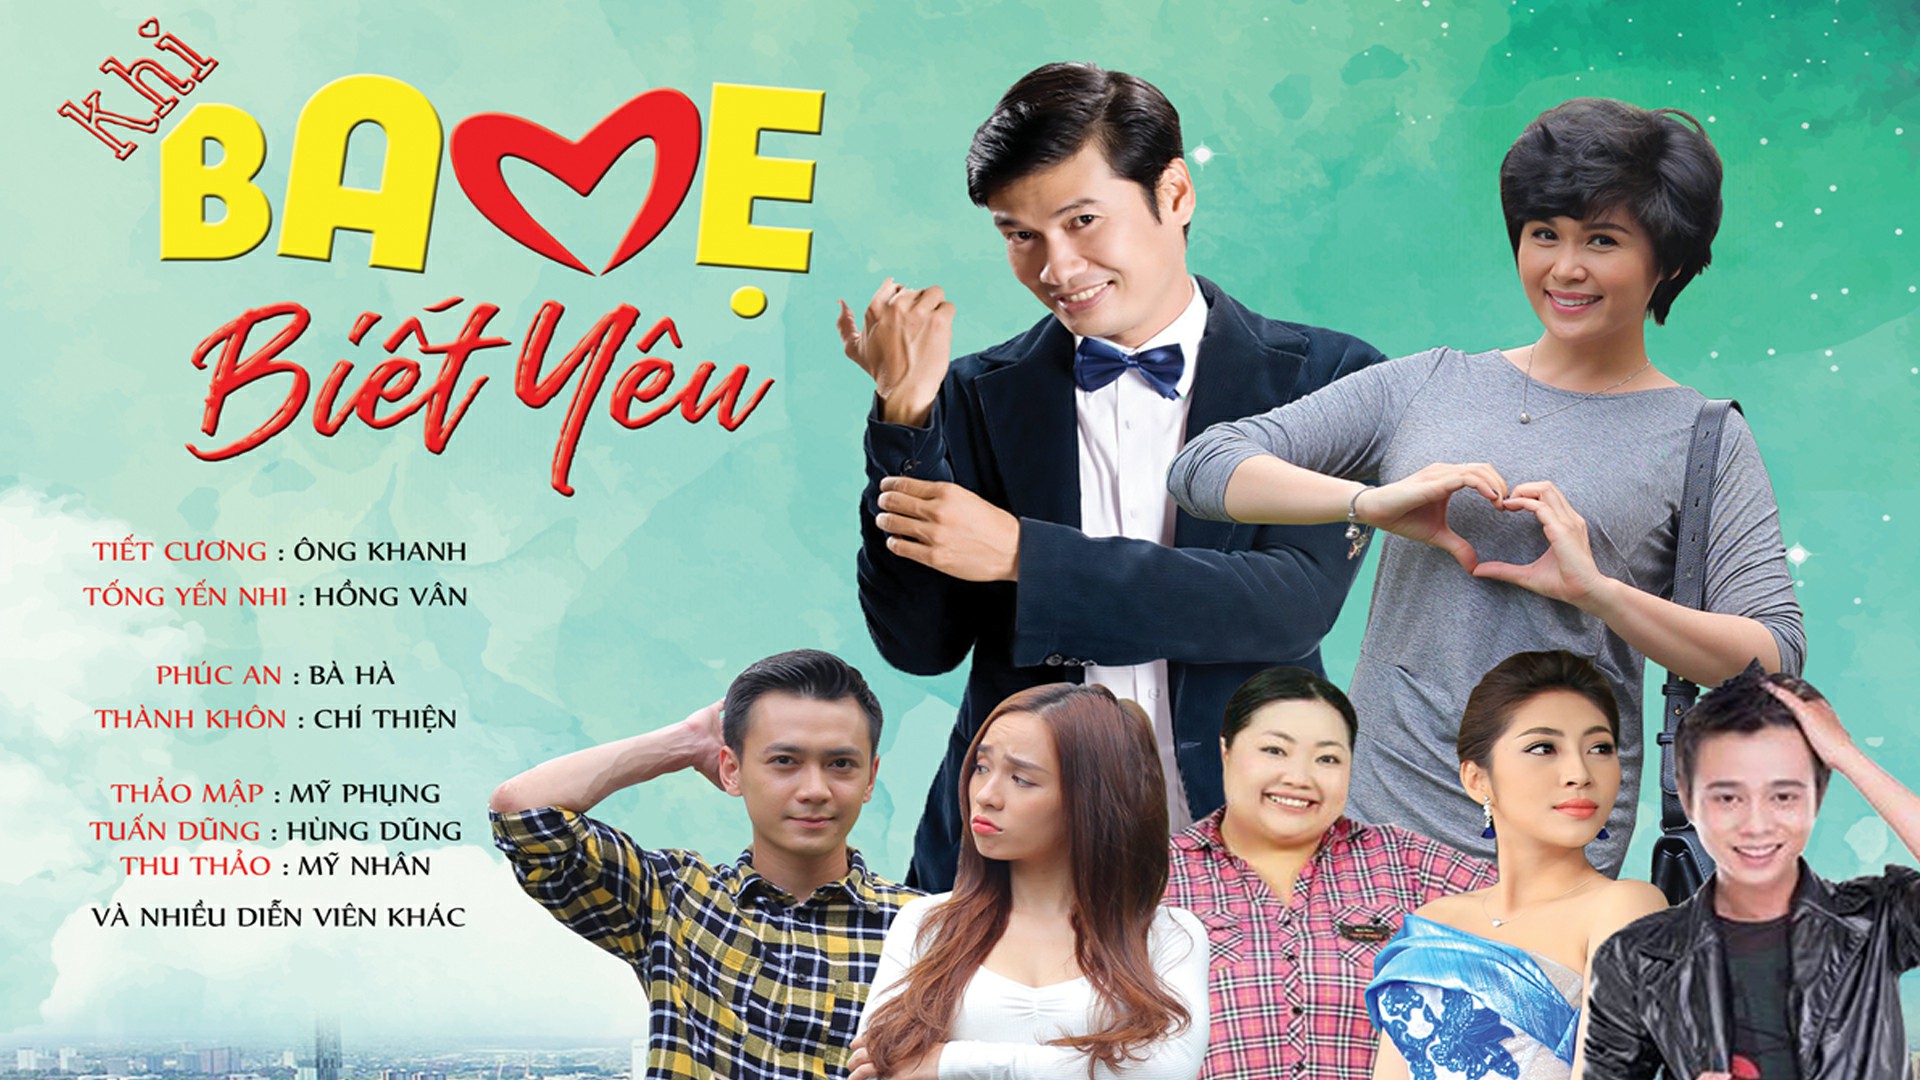 khi
BA MẸ
Biết Yêu
TIẾT CƯƠNG : ÔNG KHANH
TỐNG YẾN NHI : HỒNG VÂN
PHÚC AN : BÀ HÀ
THÀNH KHÔN : CHÍ THIỆN
THẢO MẬP : MỸ PHỤNG
TUẤN DŨNG : HÙNG DŨNG
THU THẢO : MỸ NHÂN
VÀ NHIỀU DIỄN VIÊN KHÁC